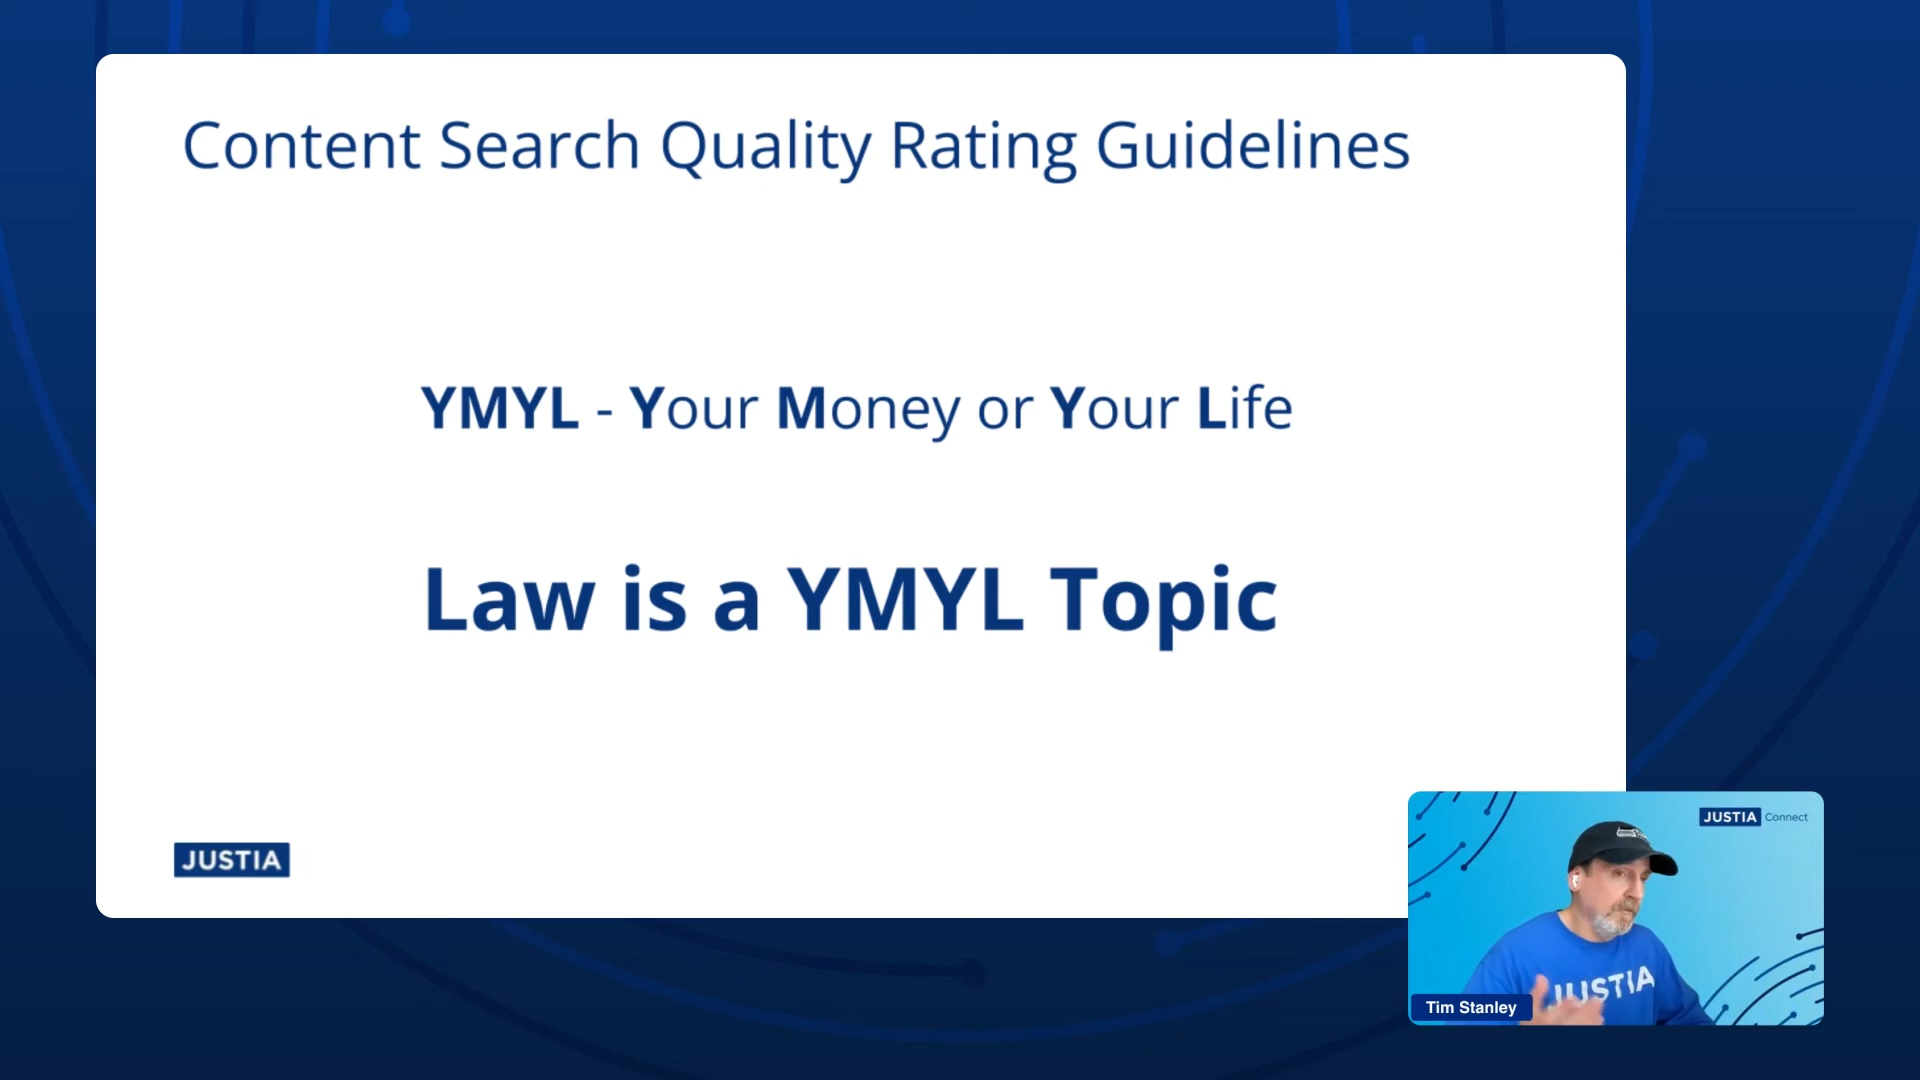 Content Search Quality Rating Guidelines
YMYL - Your Money or Your Life
Law is a YMYL Topic
JUSTIA
JUSTIA Connect
JUSTIA
Tim Stanley